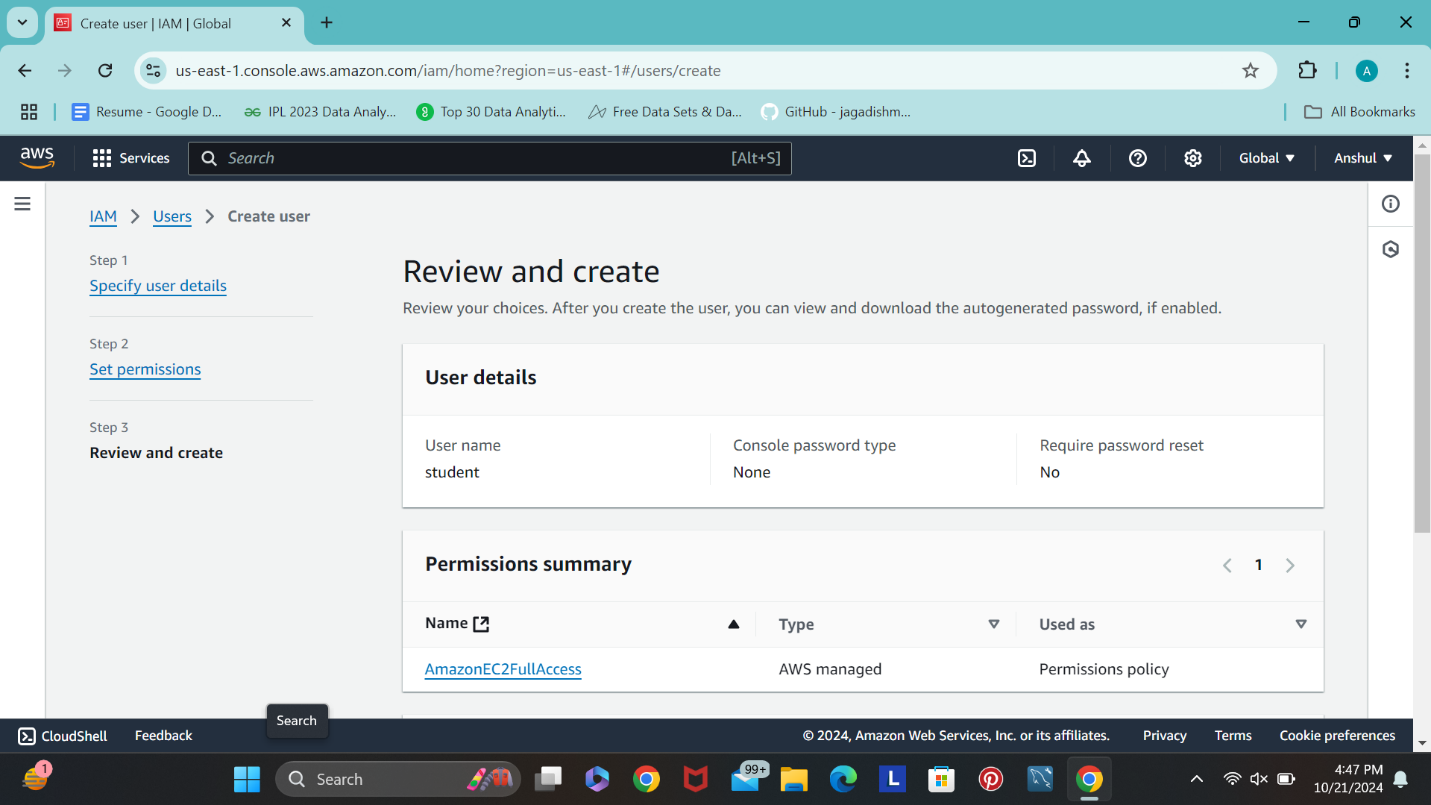 Create user | IAM | Global
us-east-1.console.aws.amazon.com/iam/home?region=us-east-1#/users/create
A
Resume - Google D...
IPL 2023 Data Analy...
Top 30 Data Analyti...
Free Data Sets & Da...
GitHub - jagadishm...
All Bookmarks
aws
Services
Search
[Alt+S]
Global
Anshul
IAM
Users
Create user
Step 1
Specify user details
Step 2
Set permissions
Step 3
Review and create
Review and create
Review your choices. After you create the user, you can view and download the autogenerated password, if enabled.
User details
User name
student
Console password type
None
Require password reset
No
Permissions summary
1
Name
Type
Used as
AmazonEC2FullAccess
AWS managed
Permissions policy
Search
CloudShell
Feedback
© 2024, Amazon Web Services, Inc. or its affiliates.
Privacy
Terms
Cookie preferences
1
Search
99+
L
4:47 PM
10/21/2024